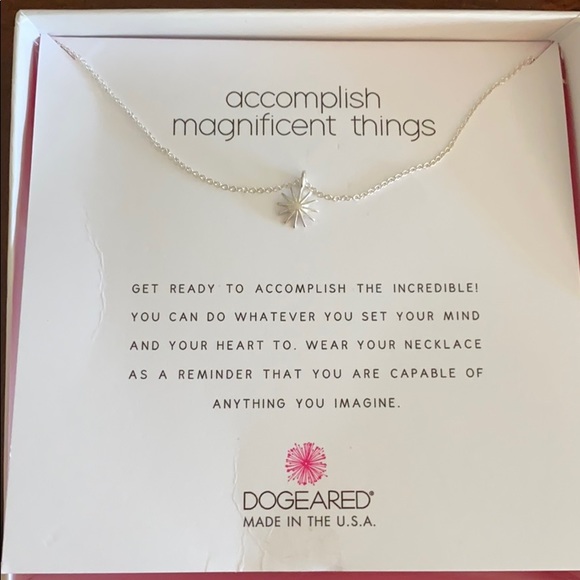 accomplish
magnificent things
GET READY TO ACCOMPLISH THE INCREDIBLE!
YOU CAN DO WHATEVER YOU SET YOUR MIND
AND YOUR HEART TO. WEAR YOUR NECKLACE
AS A REMINDER THAT YOU ARE CAPABLE OF
ANYTHING YOU IMAGINE.
DOGEARED®
MADE IN THE U.S.A.